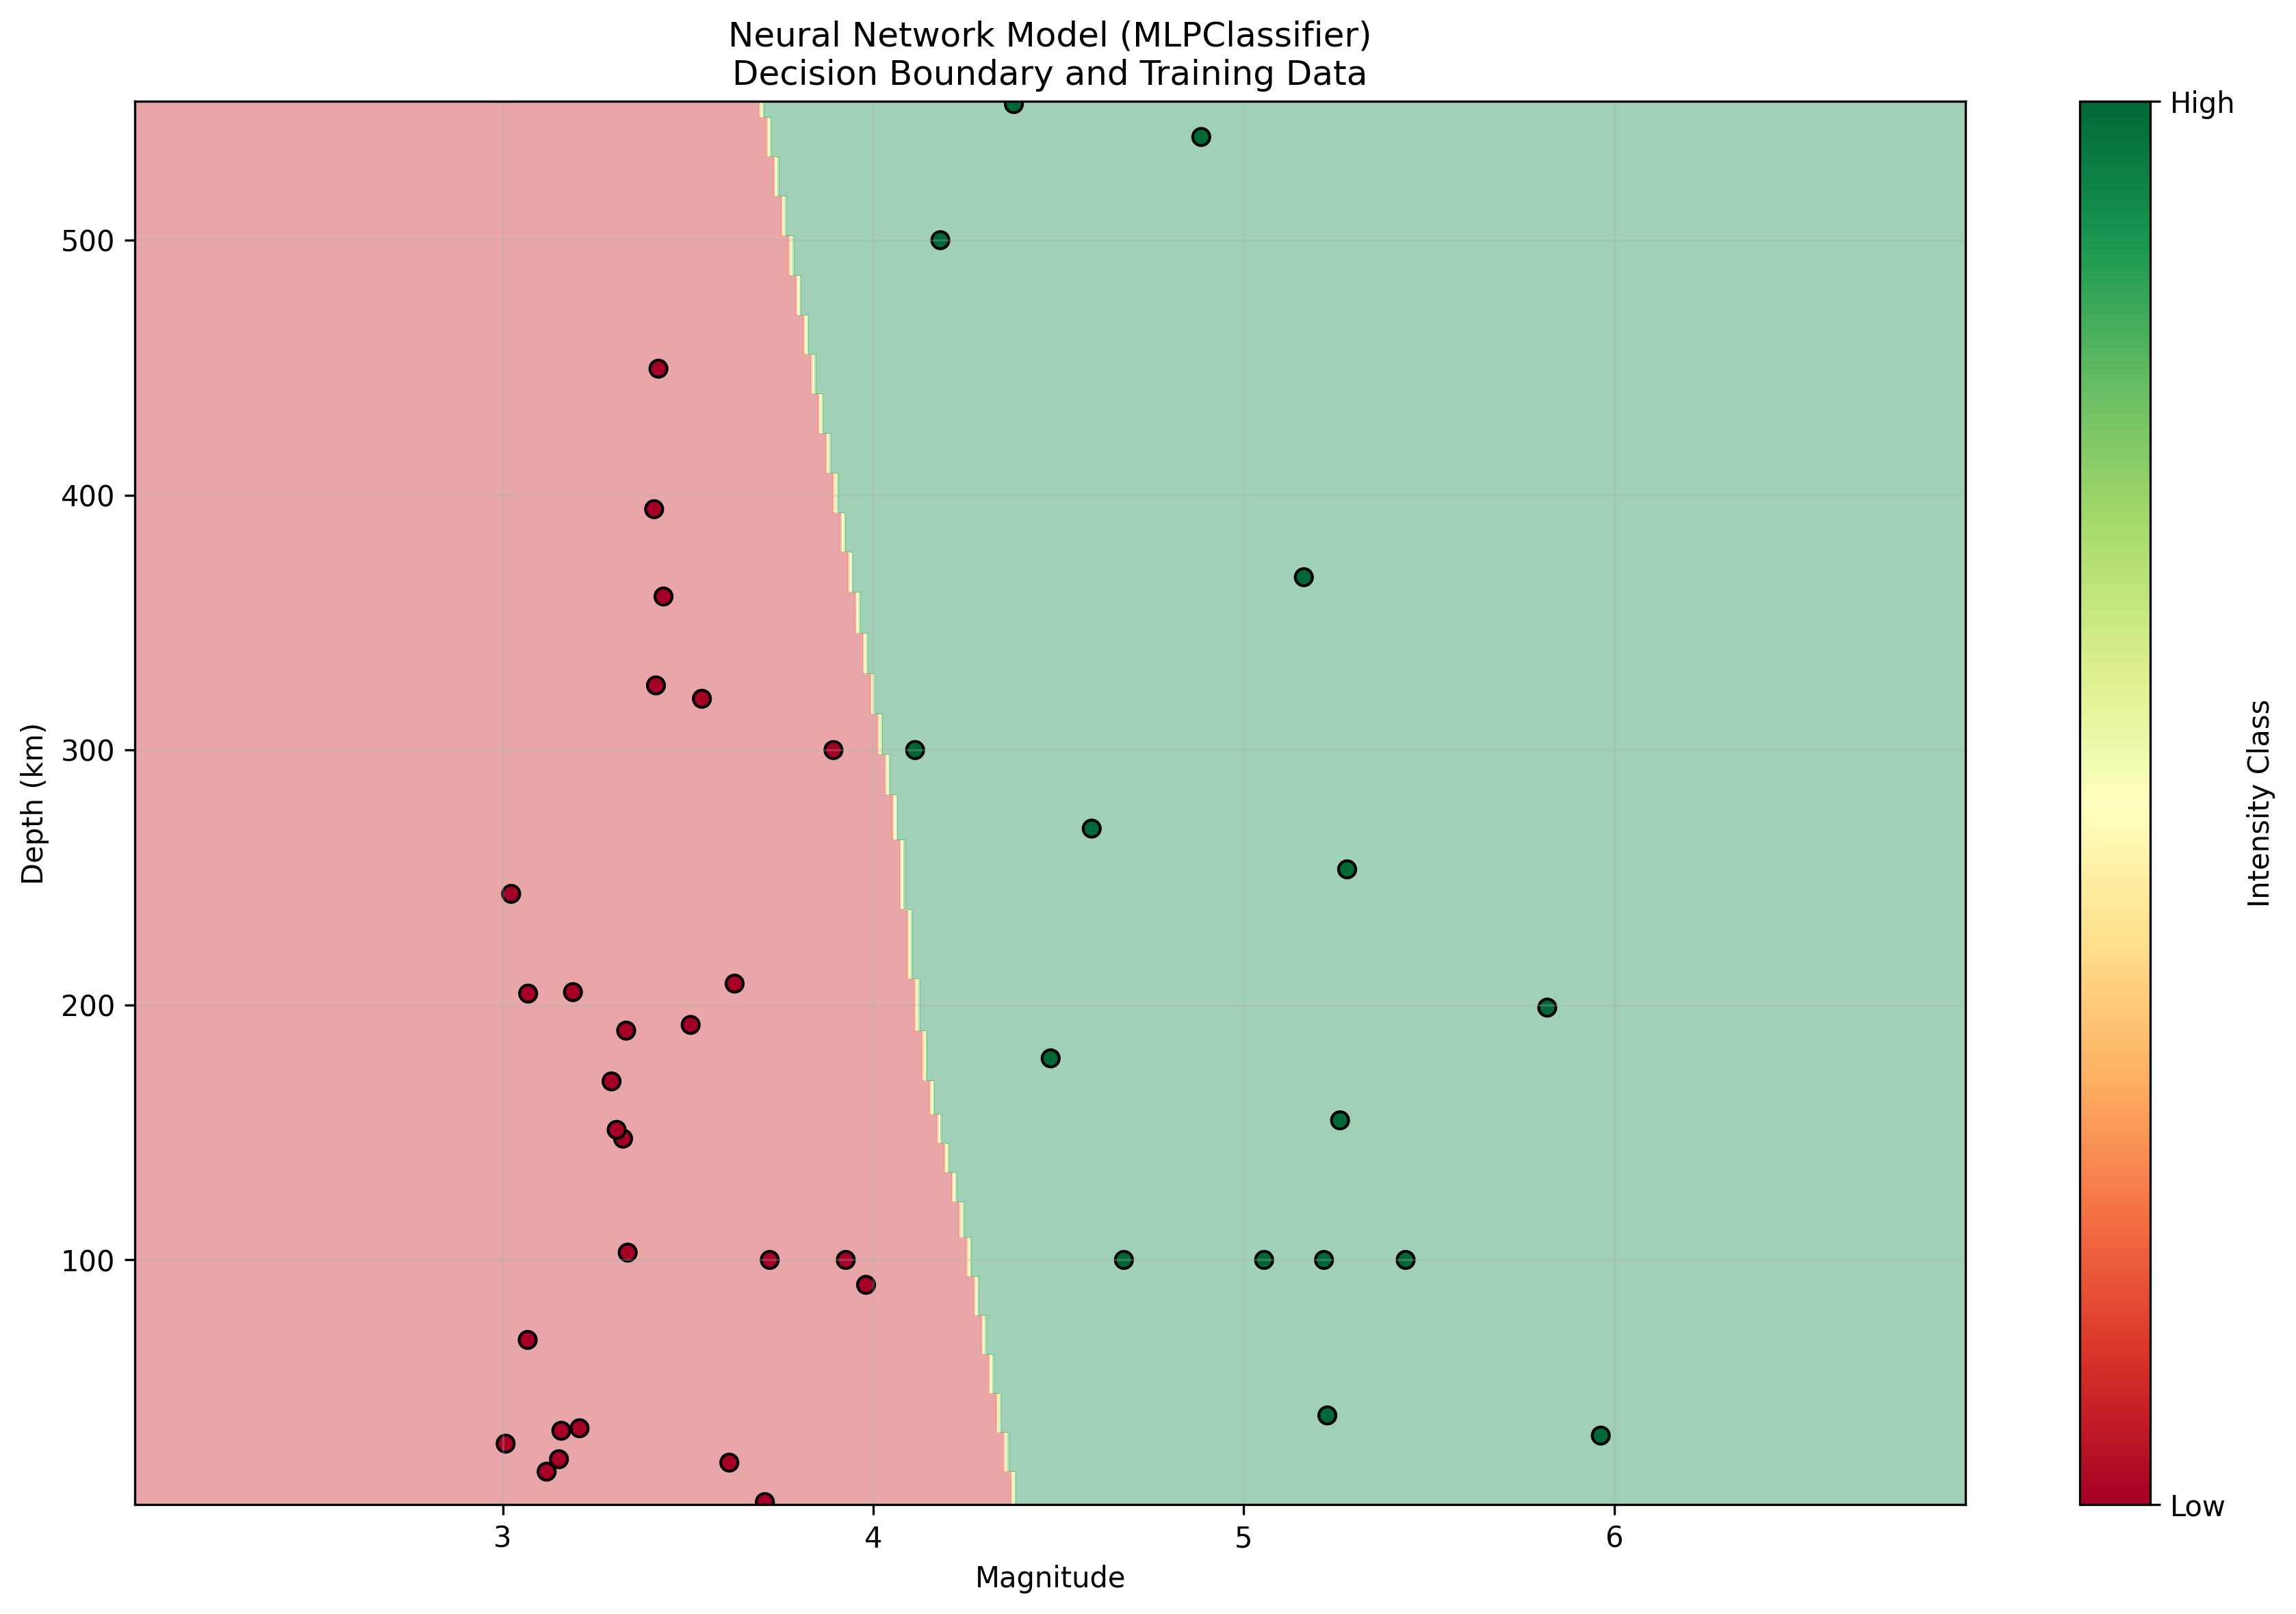 Neural Network Model (MLPClassifier)
Decision Boundary and Training Data
High
500
400
300
200
100
Depth (km)
Intensity Class
Low
3
4
5
6
Magnitude